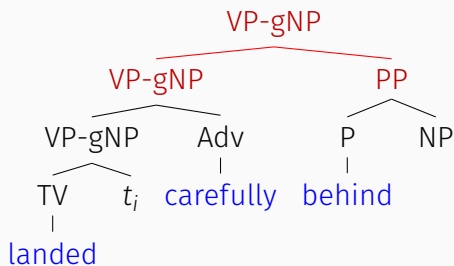 VP-gNP
VP-gNP PP
VP-gNP Adv P NP
TV tᵢ carefully behind
landed